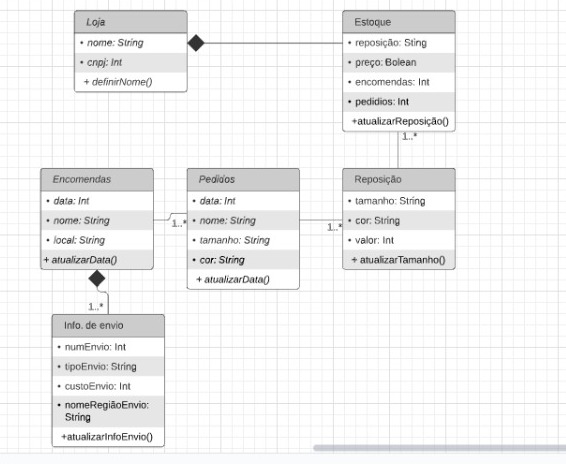 Loja
• nome: String
• cnpj: Int
+ definirNome()
Estoque
• reposição: Sting
• preço: Bolean
• encomendas: Int
• pedidios: Int
+atualizarReposição()
1..*
Encomendas
• data: Int
• nome: String
• local: String
+ atualizarData()
1..*
Pedidos
• data: Int
• nome: String
• tamanho: String
• cor: String
+ atualizarData()
1..*
Reposição
• tamanho: String
• cor: String
• valor: Int
+ atualizarTamanho()
1..*
Info. de envio
• numEnvio: Int
• tipoEnvio: String
• custoEnvio: Int
• nomeRegiãoEnvio:
String
+atualizarInfoEnvio()